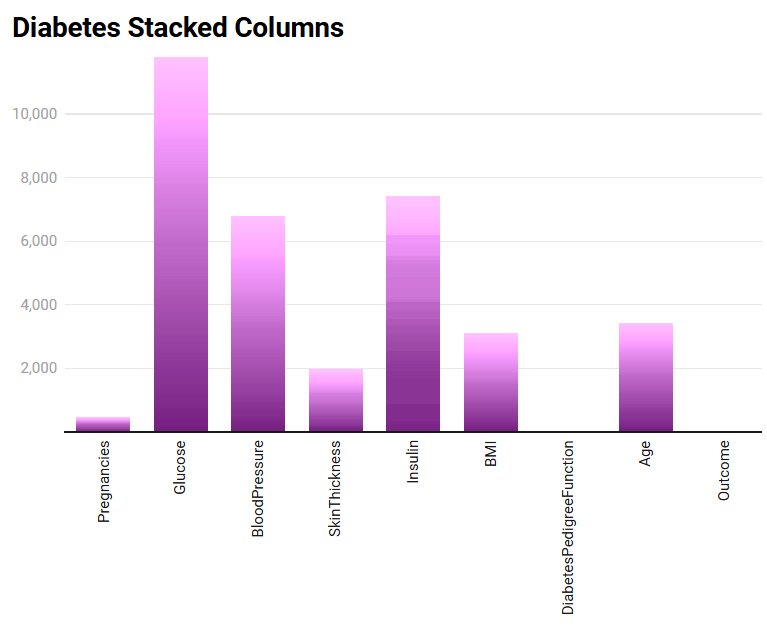 Diabetes Stacked Columns
10,000
8,000
6,000
4,000
2,000
Pregnancies
Glucose
BloodPressure
SkinThickness
Insulin
BMI
DiabetesPedigreeFunction
Age
Outcome